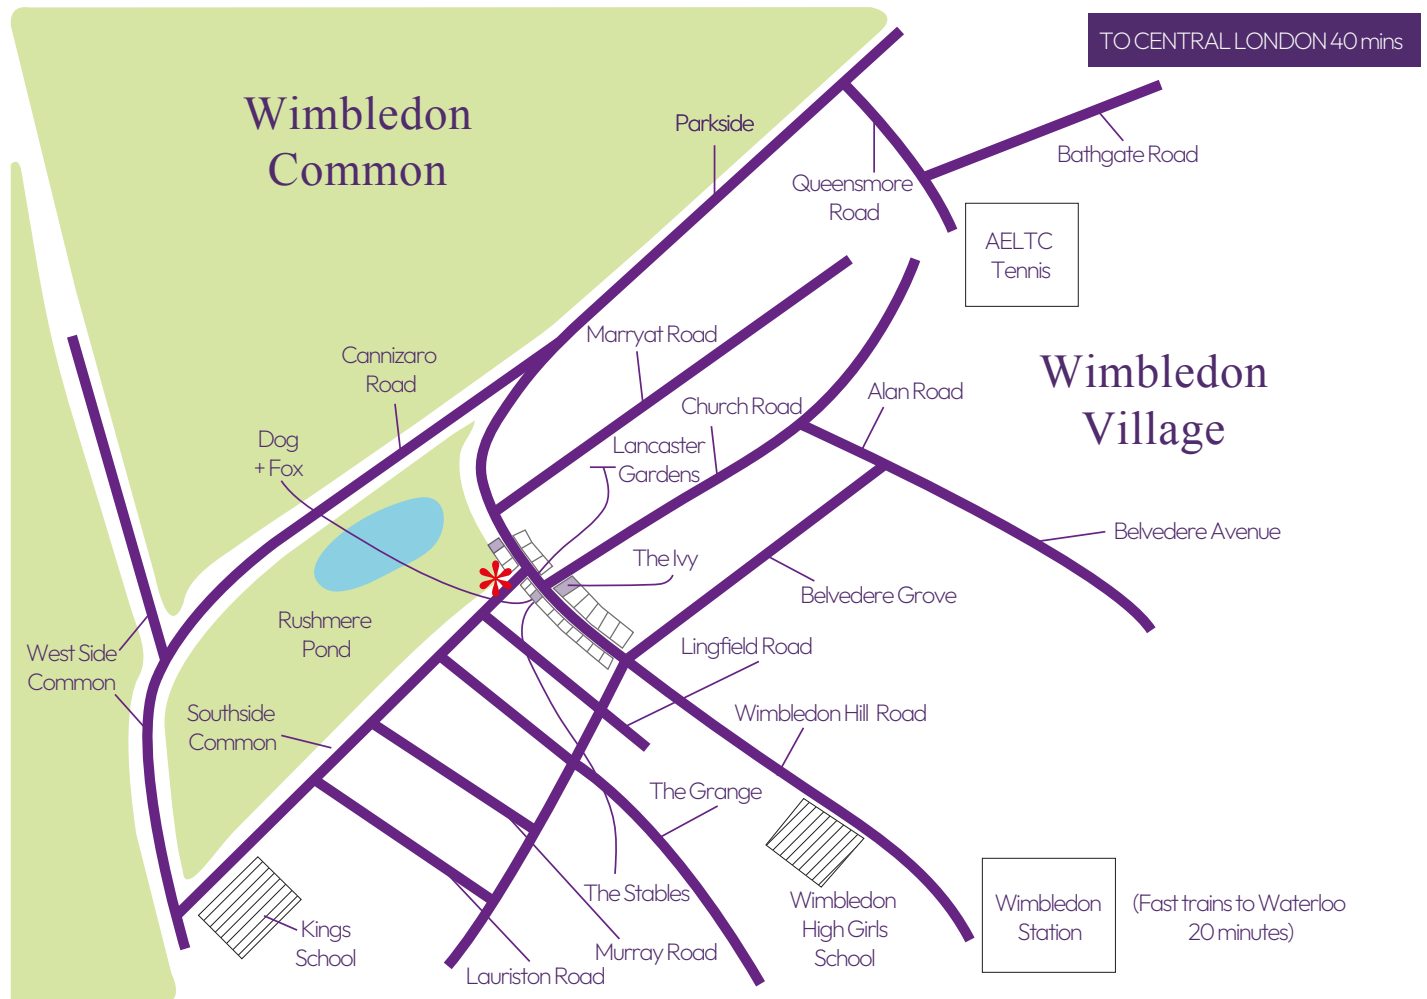 TO CENTRAL LONDON 40 mins
Wimbledon
Common
Parkside
Bathgate Road
Queensmore
Road
AELTC
Tennis
Marryat Road
Cannizaro
Road
Wimbledon
Village
Alan Road
Church Road
Dog
+ Fox
Lancaster
Gardens
Belvedere Avenue
The Ivy
Belvedere Grove
Rushmere
Pond
Lingfield Road
West Side
Common
Southside
Common
Wimbledon Hill Road
The Grange
The Stables
Wimbledon
High Girls
School
Wimbledon
Station
(Fast trains to Waterloo
20 minutes)
Kings
School
Murray Road
Lauriston Road